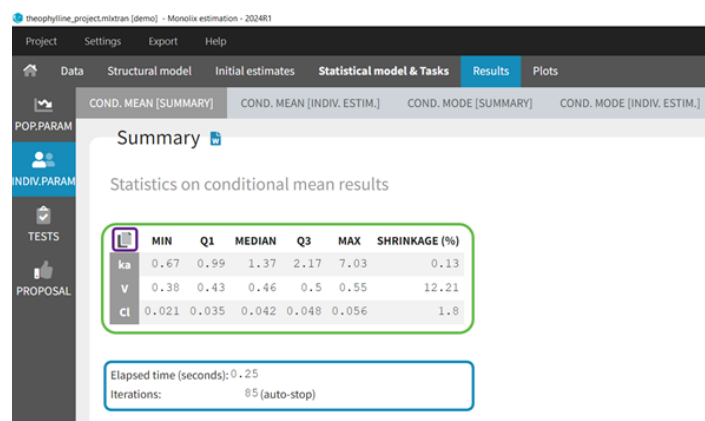 theophylline_project.mlxtran [demo] - Monolix estimation - 2024R1
Project Settings Export Help
Data Structural model Initial estimates Statistical model & Tasks Results Plots
POP.PARAM
INDIV.PARAM
TESTS
PROPOSAL
COND. MEAN [SUMMARY] COND. MEAN [INDIV. ESTIM.] COND. MODE [SUMMARY] COND. MODE [INDIV. ESTIM.]
Summary
Statistics on conditional mean results
MIN Q1 MEDIAN Q3 MAX SHRINKAGE (%)
ka 0.67 0.99 1.37 2.17 7.03 0.13
V 0.38 0.43 0.46 0.5 0.55 12.21
Cl 0.021 0.035 0.042 0.048 0.056 1.8
Elapsed time (seconds): 0.25
Iterations: 85 (auto-stop)